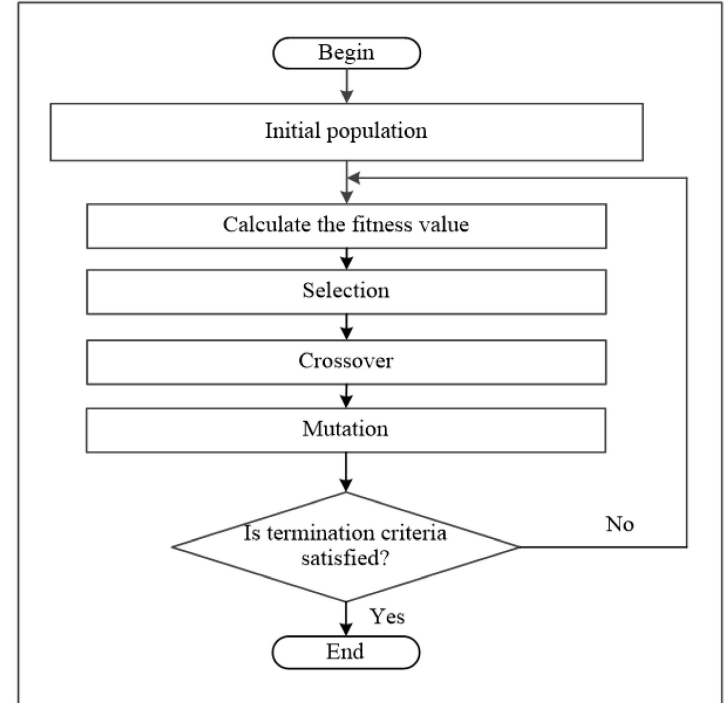 Begin
Initial population
Calculate the fitness value
Selection
Crossover
Mutation
Is termination criteria
satisfied?
No
Yes
End